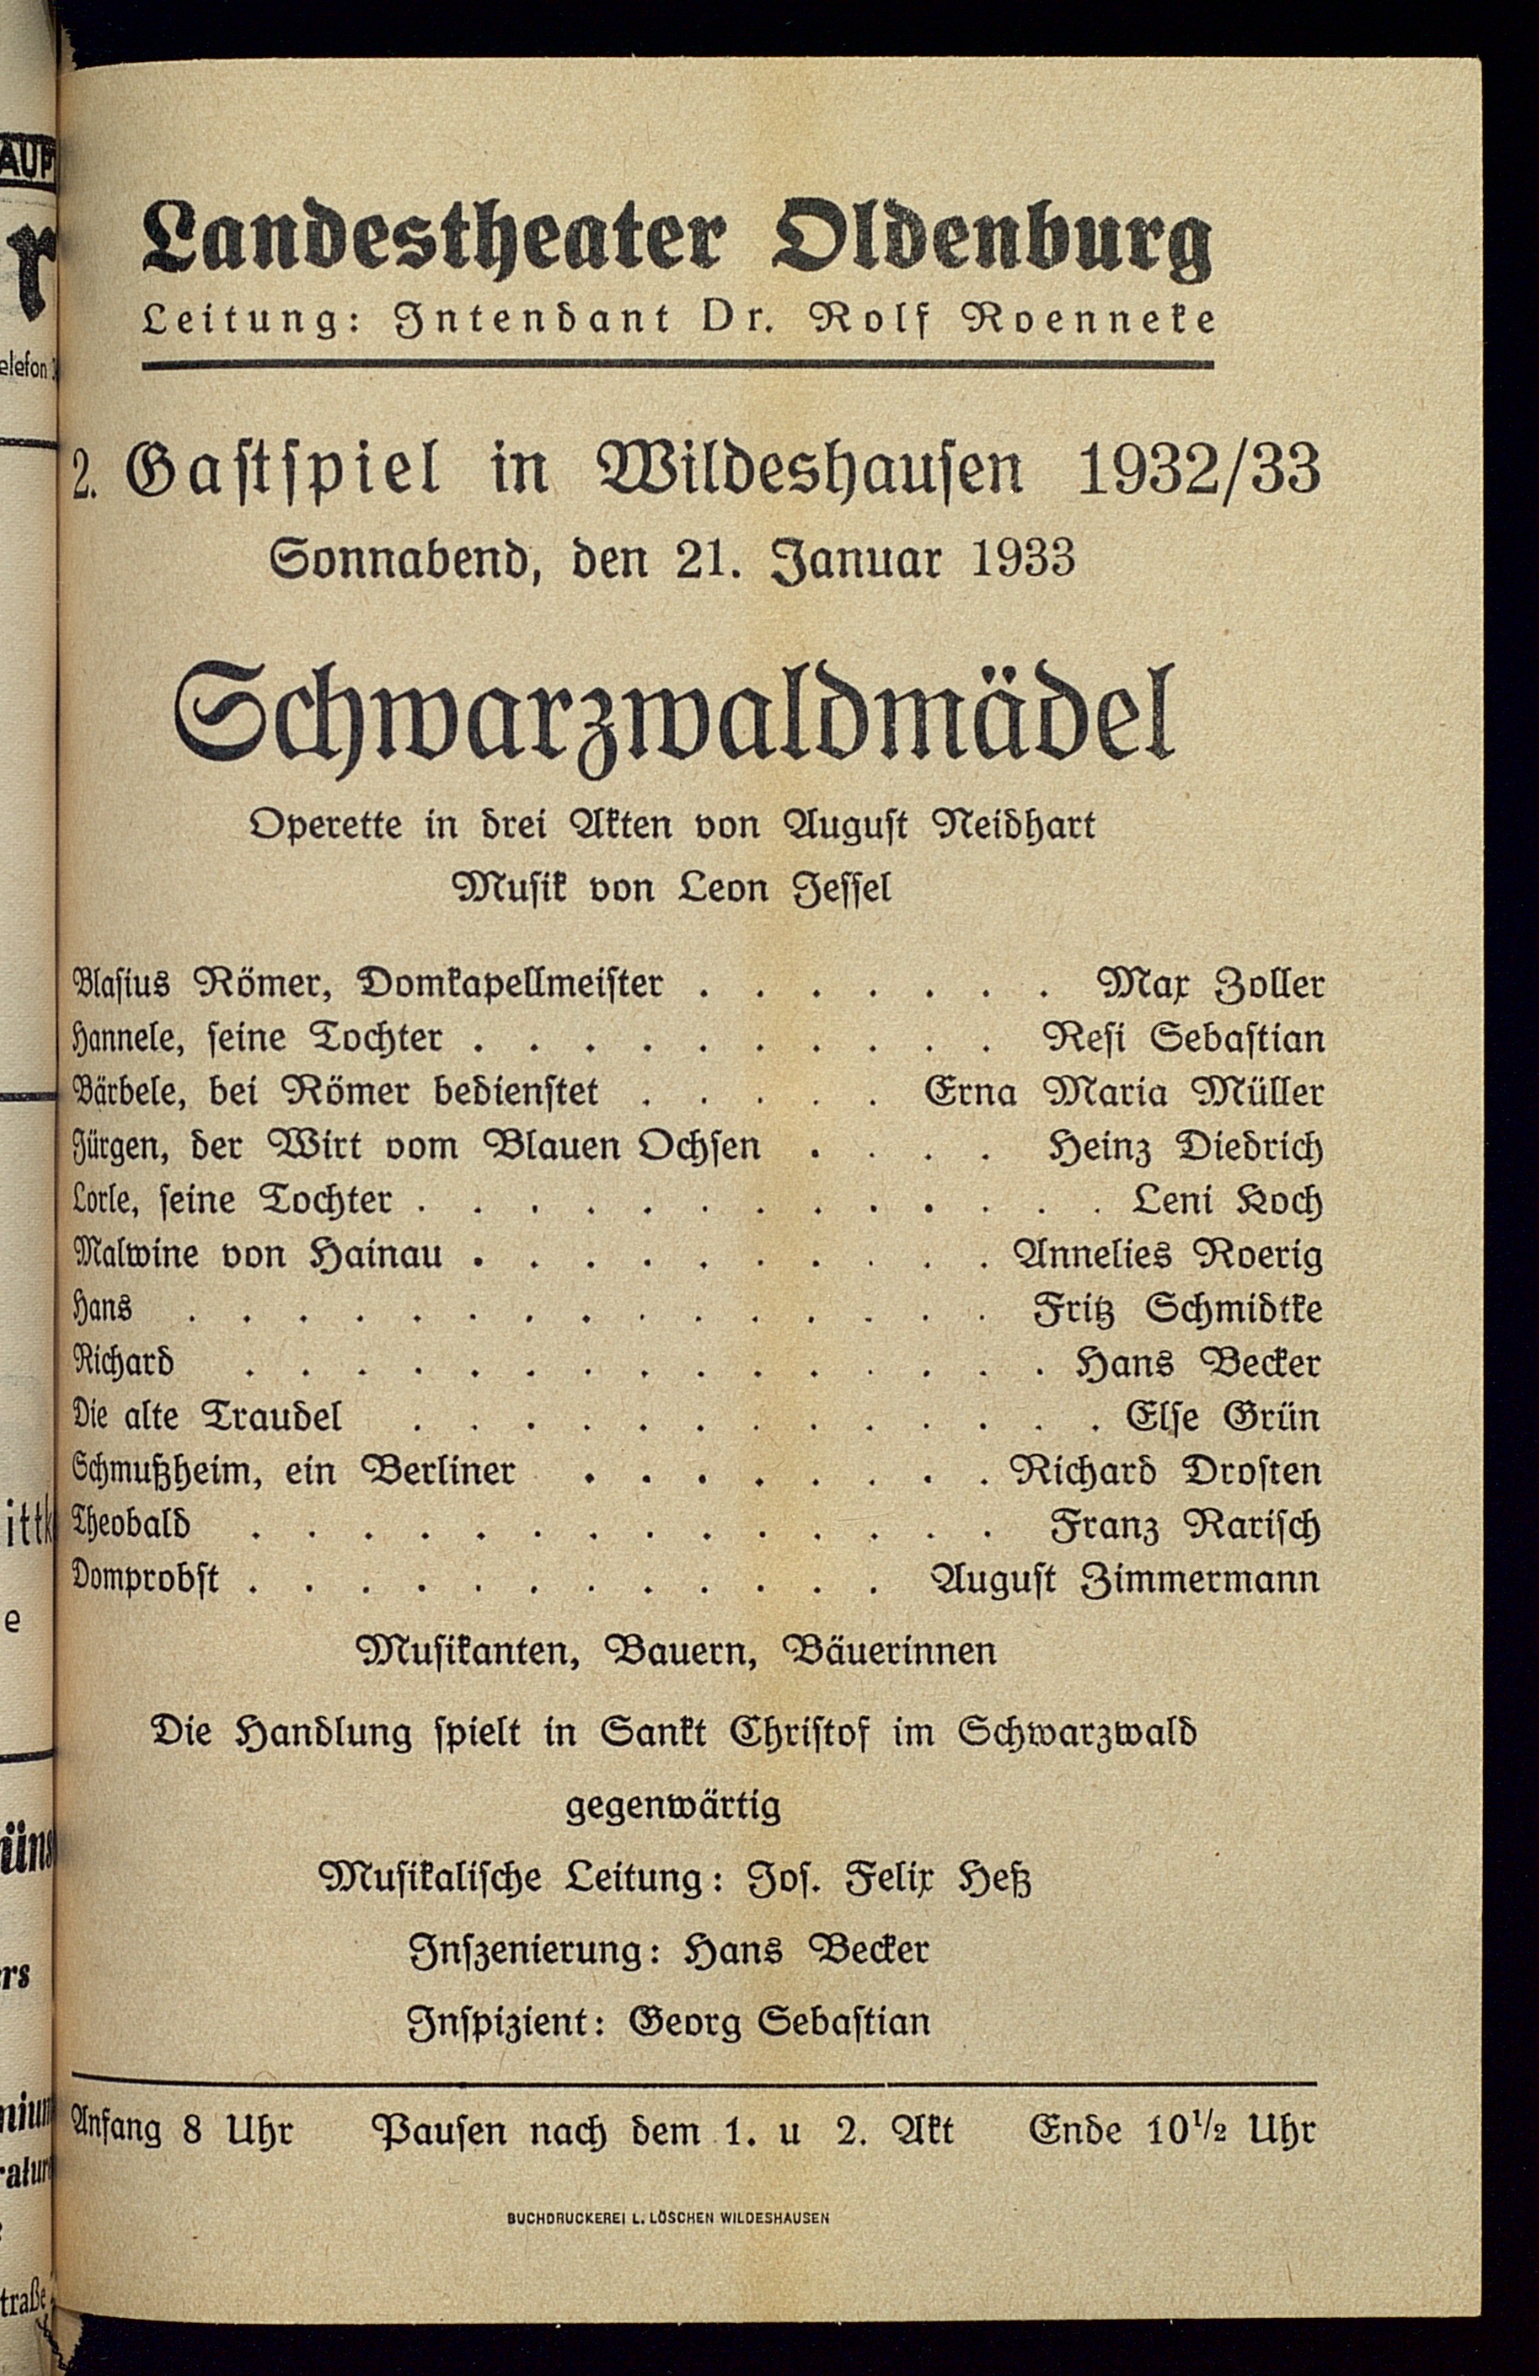 Landestheater Oldenburg
Leitung: Intendant Dr. Rolf Roenneke
2. Gastspiel in Wildeshausen 1932/33
Sonnabend, den 21. Januar 1933
Schwarzwaldmädel
Operette in drei Akten von August Neidhart
Musik von Leon Jessel
Blasius Römer, Domkapellmeister . . . . . . . Max Zoller
Hannele, seine Tochter . . . . . . . . . . Resi Sebastian
Bärbele, bei Römer bedienstet . . . . . Erna Maria Müller
Jürgen, der Wirt vom Blauen Ochsen . . . . Heinz Diedrich
Lorle, seine Tochter . . . . . . . . . . . . . Leni Koch
Malwine von Hainau . . . . . . . . . . Annelies Roerig
Hans . . . . . . . . . . . . . . . Fritz Schmidtke
Richard . . . . . . . . . . . . . . . Hans Becker
Die alte Traudel . . . . . . . . . . . . . Else Grün
Schmußheim, ein Berliner . . . . . . . . Richard Drosten
Theobald . . . . . . . . . . . . . . Franz Rarisch
Domprobst . . . . . . . . . . . . August Zimmermann
Musikanten, Bauern, Bäuerinnen
Die Handlung spielt in Sankt Christof im Schwarzwald
gegenwärtig
Musikalische Leitung: Jos. Felix Heß
Inszenierung: Hans Becker
Inspizient: Georg Sebastian
Anfang 8 Uhr Pausen nach dem 1. u 2. Akt Ende 10½ Uhr
BUCHDRUCKEREI L. LÖSCHEN WILDESHAUSEN